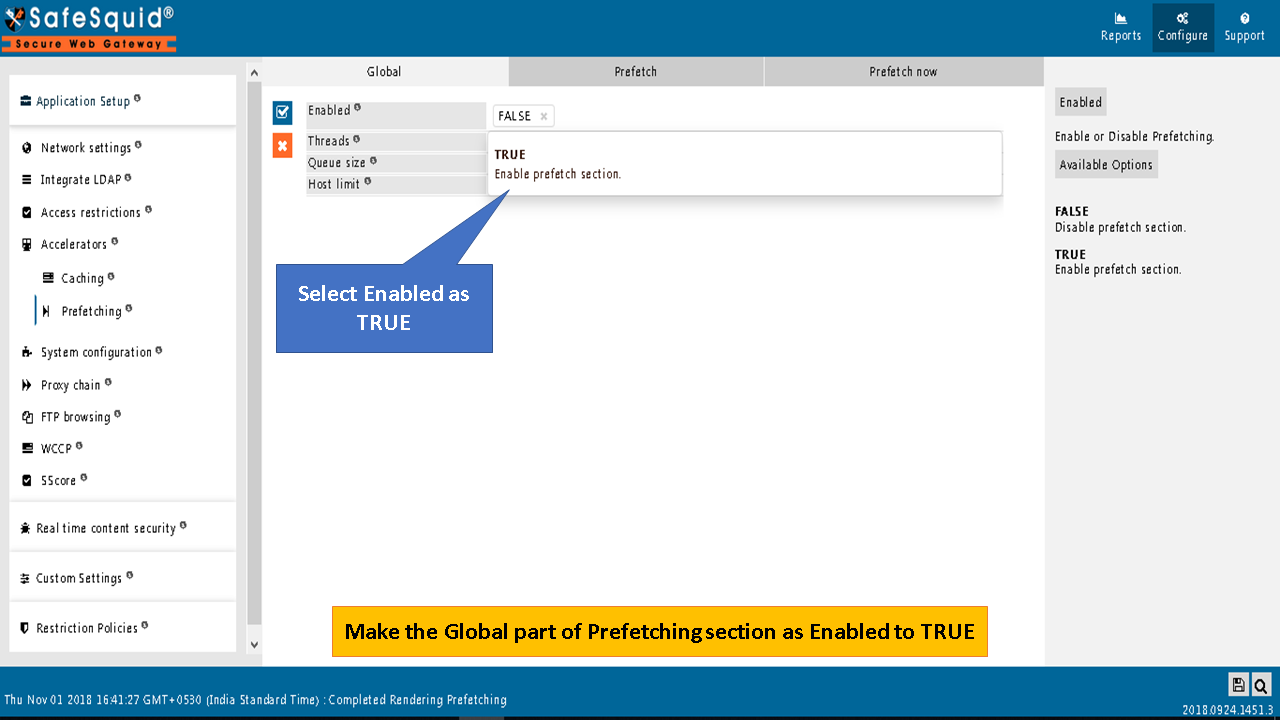 SafeSquid®
Secure Web Gateway
Reports
Configure
Support
Application Setup
Network settings
Integrate LDAP
Access restrictions
Accelerators
Caching
Prefetching
System configuration
Proxy chain
FTP browsing
WCCP
SScore
Real time content security
Custom Settings
Restriction Policies
Global
Prefetch
Prefetch now
Enabled
FALSE ×
Threads
Queue size
Host limit
TRUE
Enable prefetch section.
Select Enabled as
TRUE
Make the Global part of Prefetching section as Enabled to TRUE
Enabled
Enable or Disable Prefetching.
Available Options
FALSE
Disable prefetch section.
TRUE
Enable prefetch section.
Thu Nov 01 2018 16:41:27 GMT+0530 (India Standard Time) : Completed Rendering Prefetching
2018.0924.1451.3